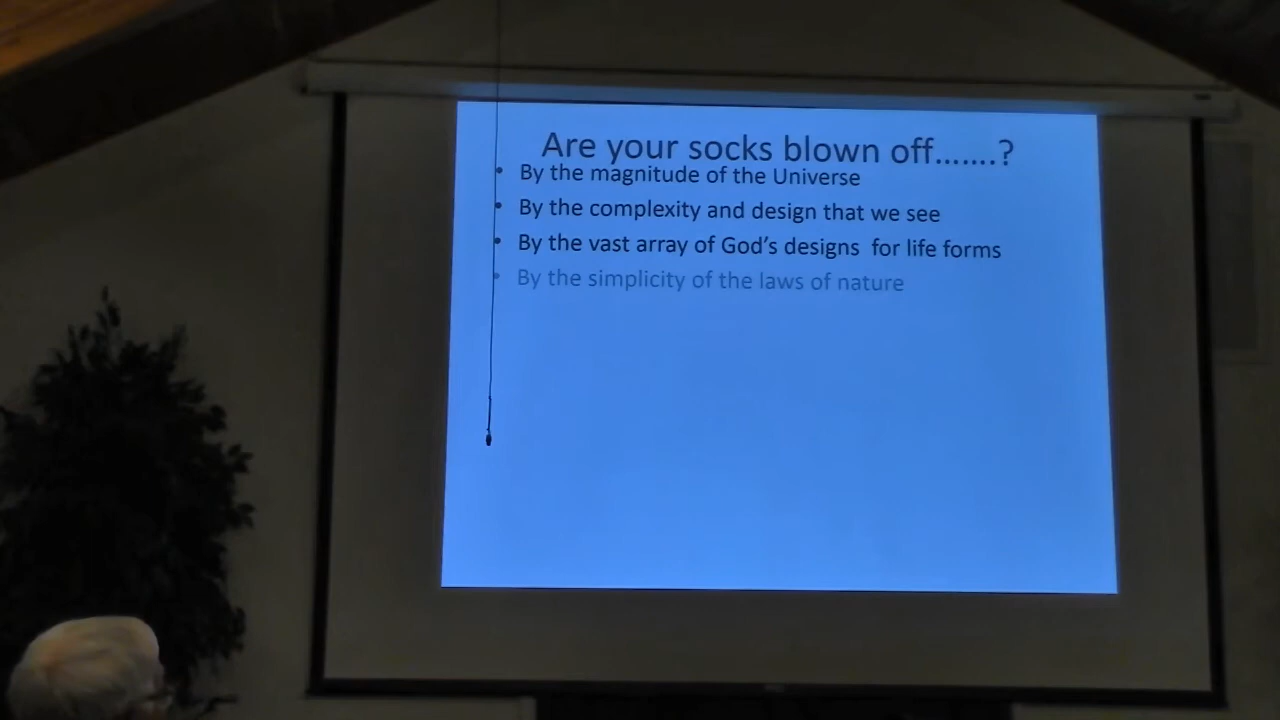 Are your socks blown off.......?
• By the magnitude of the Universe
• By the complexity and design that we see
• By the vast array of God's designs  for life forms
• By the simplicity of the laws of nature